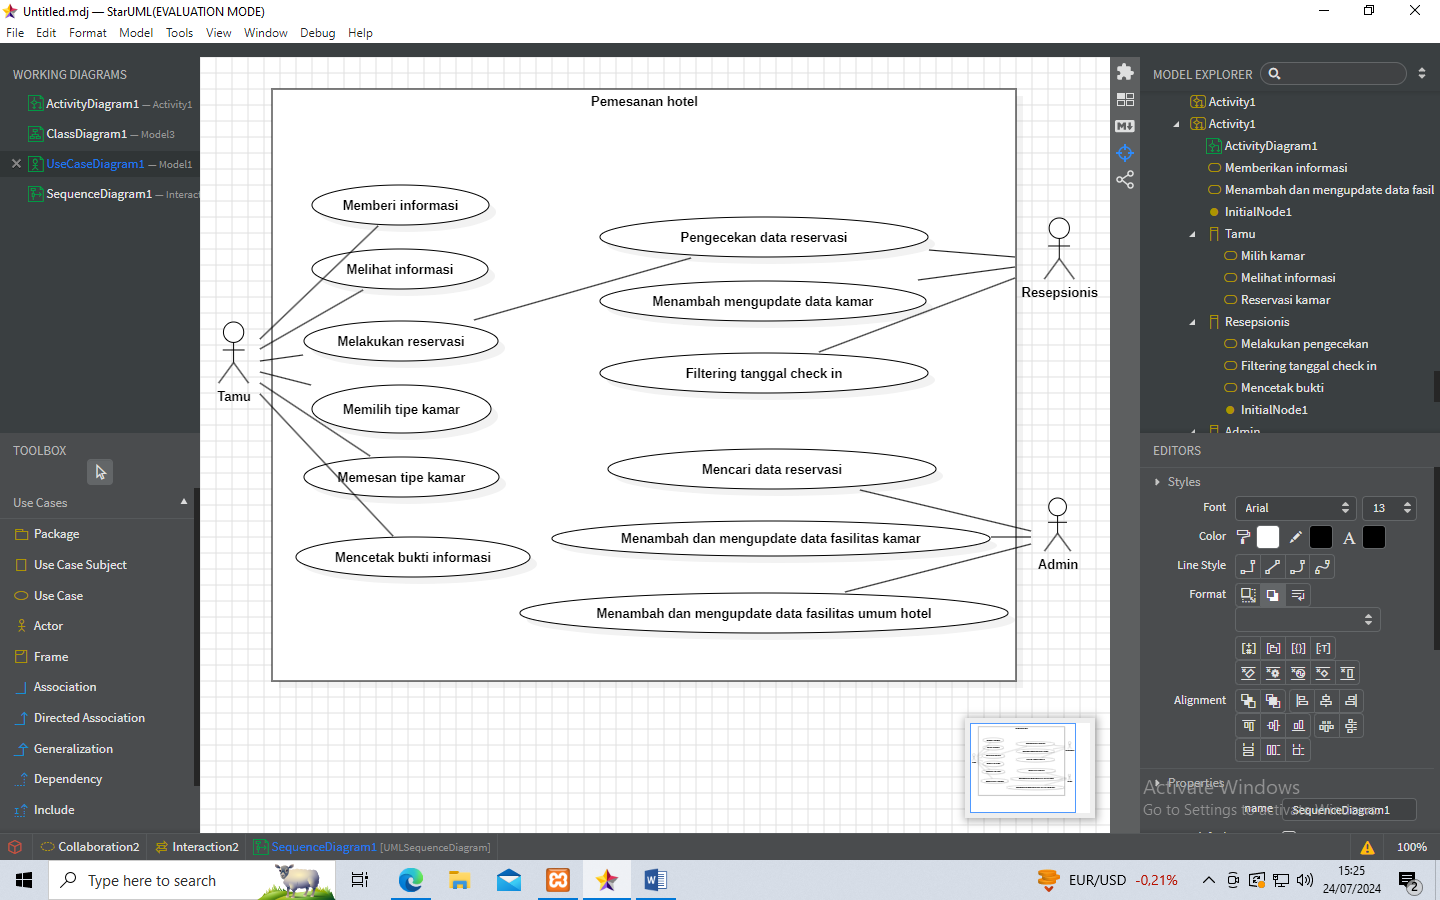 Untitled.mdj — StarUML(EVALUATION MODE)
File Edit Format Model Tools View Window Debug Help
WORKING DIAGRAMS
ActivityDiagram1 — Activity1
ClassDiagram1 — Model3
UseCaseDiagram1 — Model1
SequenceDiagram1 — Interact
TOOLBOX
Use Cases
Package
Use Case Subject
Use Case
Actor
Frame
Association
Directed Association
Generalization
Dependency
Include
Pemesanan hotel
Memberi informasi
Melihat informasi
Melakukan reservasi
Memilih tipe kamar
Memesan tipe kamar
Mencetak bukti informasi
Tamu
Pengecekan data reservasi
Menambah mengupdate data kamar
Filtering tanggal check in
Mencari data reservasi
Menambah dan mengupdate data fasilitas kamar
Menambah dan mengupdate data fasilitas umum hotel
Resepsionis
Admin
MODEL EXPLORER
Activity1
Activity1
ActivityDiagram1
Memberikan informasi
Menambah dan mengupdate data fasil
InitialNode1
Tamu
Milih kamar
Melihat informasi
Reservasi kamar
Resepsionis
Melakukan pengecekan
Filtering tanggal check in
Mencetak bukti
InitialNode1
Admin
EDITORS
Styles
Font Arial 13
Color A
Line Style
Format
Alignment
Properties
name SequenceDiagram1
Activate Windows
Go to Settings to activate Windows.
Collaboration2 Interaction2 SequenceDiagram1 [UMLSequenceDiagram] 100%
Type here to search
EUR/USD -0,21%
15:25
24/07/2024
2